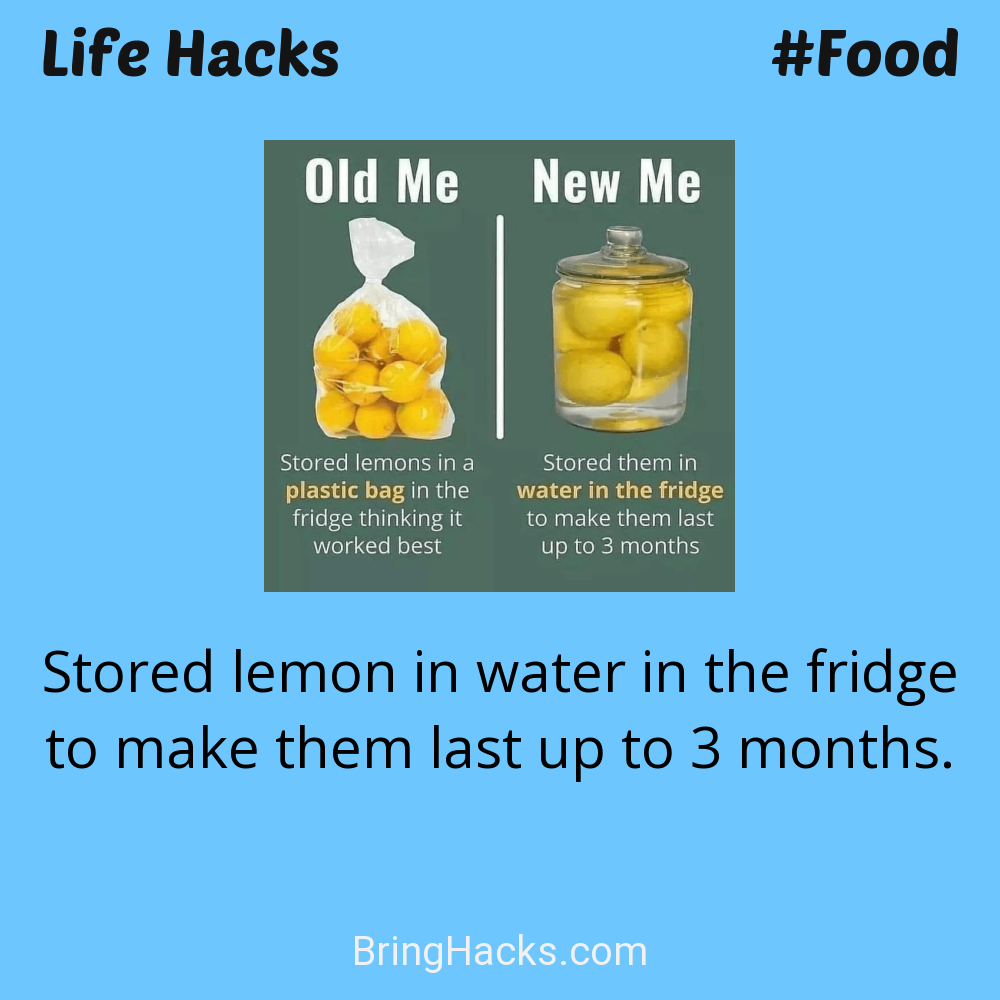 Life Hacks
#Food
Old Me
New Me
Stored lemons in a
plastic bag in the
fridge thinking it
worked best
Stored them in
water in the fridge
to make them last
up to 3 months
Stored lemon in water in the fridge
to make them last up to 3 months.
BringHacks.com